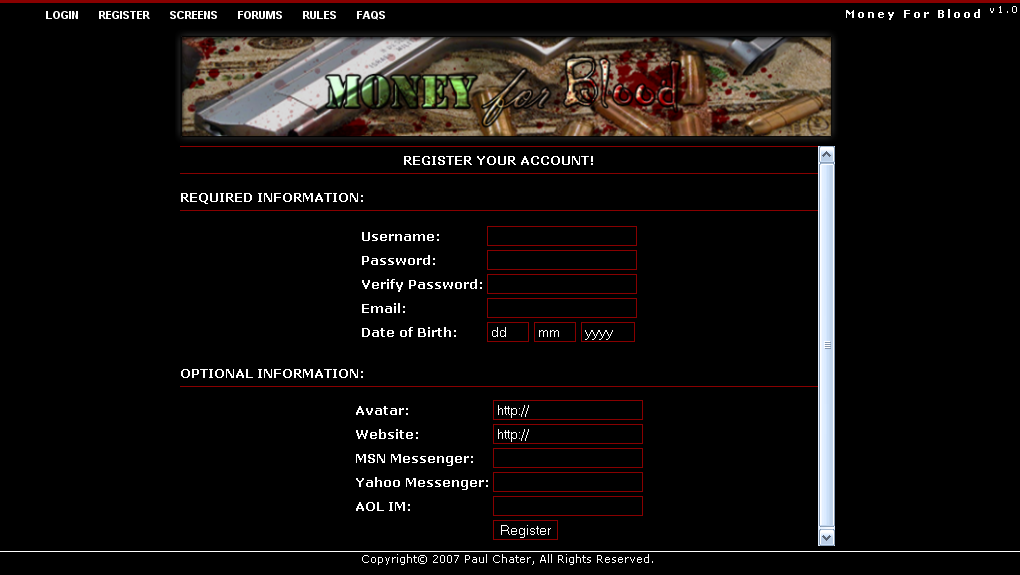 LOGIN REGISTER SCREENS FORUMS RULES FAQS Money For Blood v1.0
MONEY for Blood
REGISTER YOUR ACCOUNT!
REQUIRED INFORMATION:
Username:
Password:
Verify Password:
Email:
Date of Birth: dd mm yyyy
OPTIONAL INFORMATION:
Avatar: http://
Website: http://
MSN Messenger:
Yahoo Messenger:
AOL IM:
Register
Copyright© 2007 Paul Chater, All Rights Reserved.